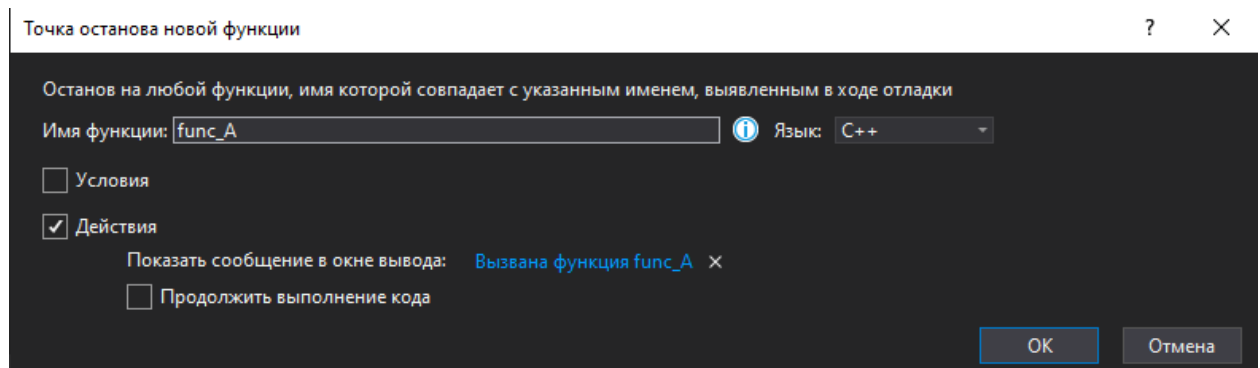 Точка останова новой функции
Останов на любой функции, имя которой совпадает с указанным именем, выявленным в ходе отладки
Имя функции: func_A Язык: C++
Условия
Действия
Показать сообщение в окне вывода: Вызвана функция func_A
Продолжить выполнение кода
ОК Отмена